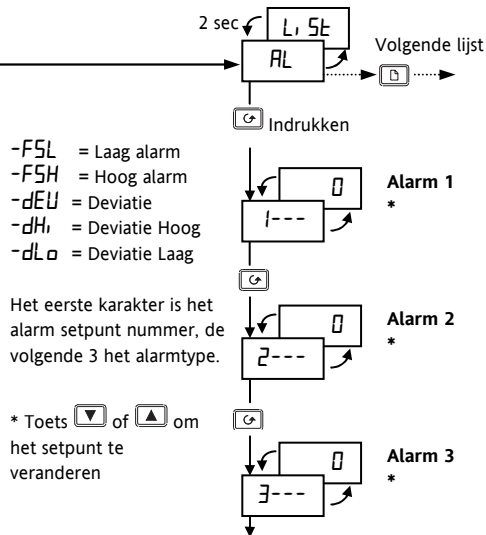 2 sec
Li St
AL
Volgende lijst
Indrukken
-FSL = Laag alarm
-FSH = Hoog alarm
-dEU = Deviatie
-dHi = Deviatie Hoog
-dLo = Deviatie Laag
0
1---
Alarm 1
*
Het eerste karakter is het
alarm setpunt nummer, de
volgende 3 het alarmtype.
0
2---
Alarm 2
*
* Toets ▼ of ▲ om
het setpunt te
veranderen
0
3---
Alarm 3
*